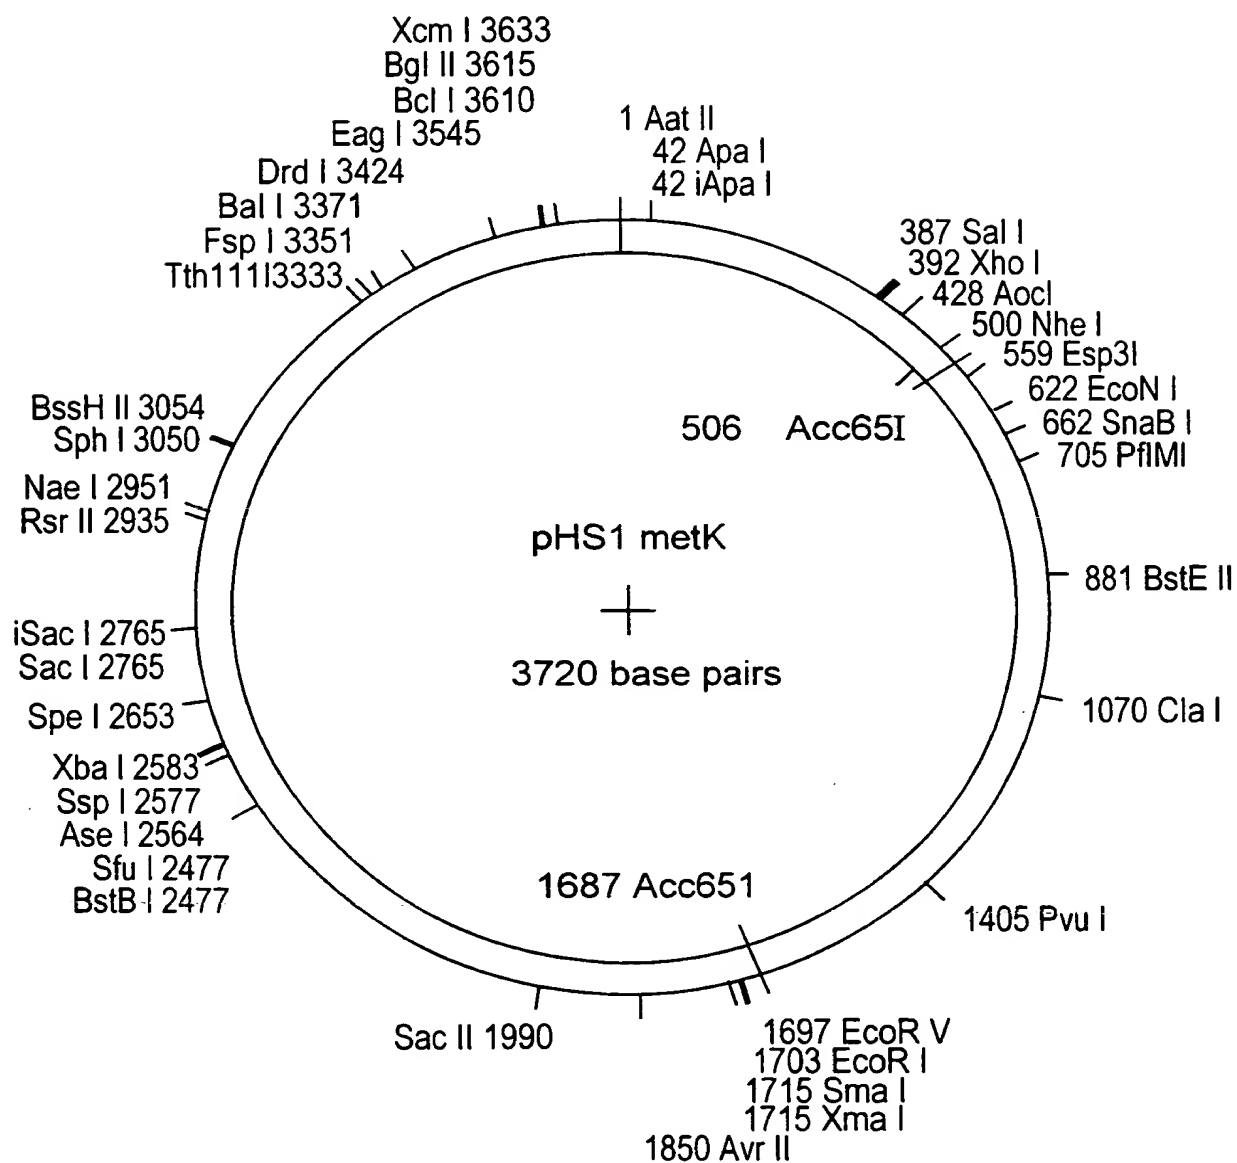 Xcm I 3633
Bgl II 3615
Bcl I 3610
Eag I 3545
Drd I 3424
Bal I 3371
Fsp I 3351
Tth111I3333
1 Aat II
42 Apa I
42 iApa I
387 Sal I
392 Xho I
428 AocI
500 Nhe I
559 Esp3I
622 EcoN I
662 SnaB I
705 PflMI
506 Acc65I
BssH II 3054
Sph I 3050
Nae I 2951
Rsr II 2935
pHS1 metK
3720 base pairs
881 BstE II
1070 Cla I
iSac I 2765
Sac I 2765
Spe I 2653
Xba I 2583
Ssp I 2577
Ase I 2564
Sfu I 2477
BstB I 2477
1687 Acc651
1405 Pvu I
Sac II 1990
1697 EcoR V
1703 EcoR I
1715 Sma I
1715 Xma I
1850 Avr II